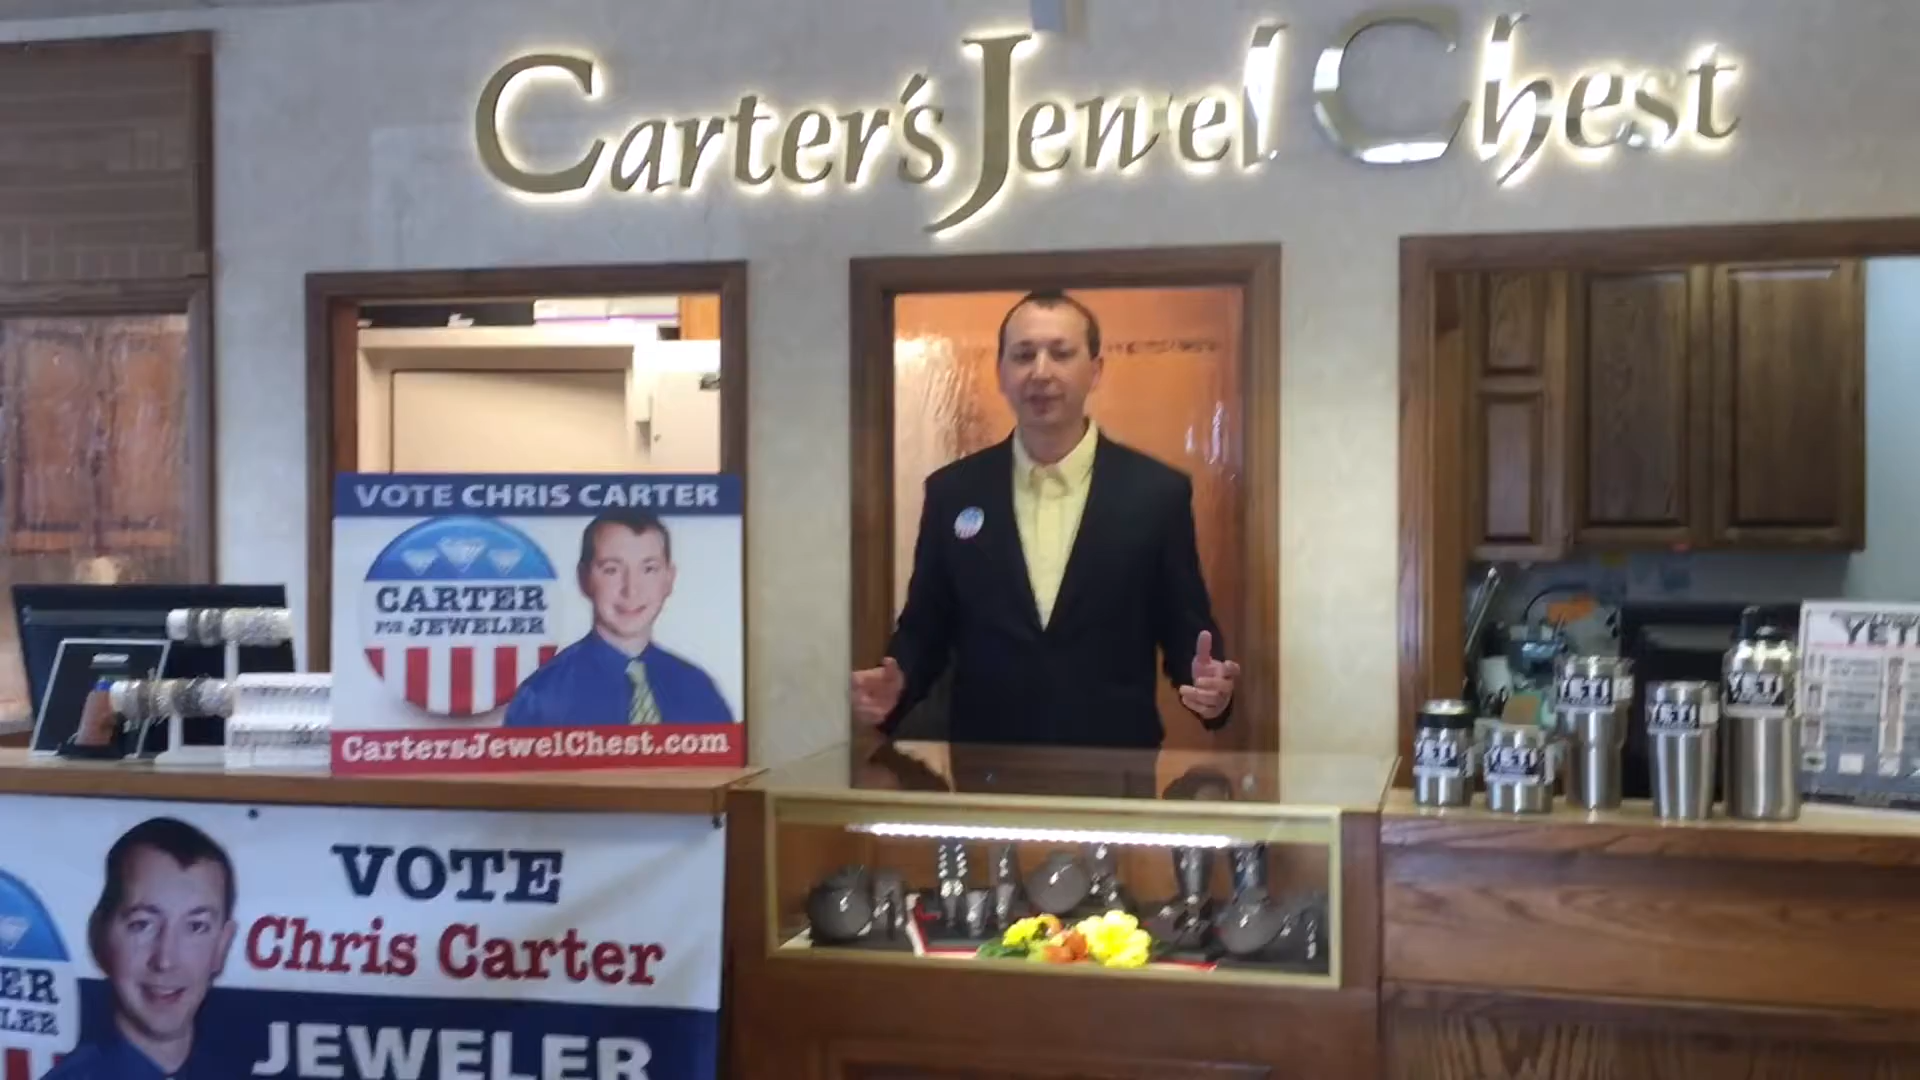 Carter's Jewel Chest
VOTE CHRIS CARTER
CARTER
FOR JEWELER
CartersJewelChest.com
YETI
YETI
YETI
YETI
YETI
YETI
VOTE
Chris Carter
JEWELER
ER
LER